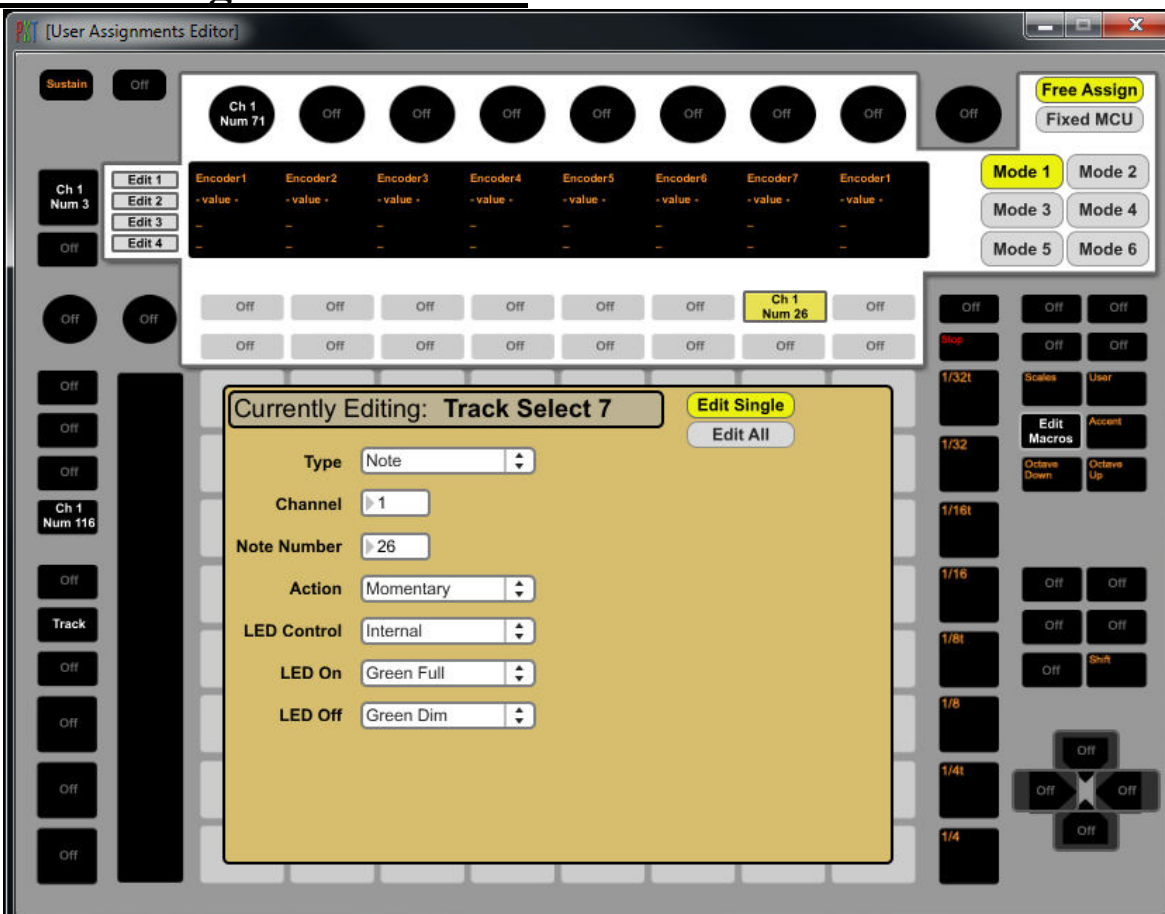 [User Assignments Editor]
Sustain Off
Ch 1 Num 71 Off Off Off Off Off Off Off Off
Free Assign
Fixed MCU
Ch 1 Num 3
Off
Edit 1
Edit 2
Edit 3
Edit 4
Encoder1 Encoder2 Encoder3 Encoder4 Encoder5 Encoder6 Encoder7 Encoder1
- value - - value - - value - - value - - value - - value - - value - - value -
_ _ _ _ _ _ _ _
_ _ _ _ _ _ _ _
Mode 1 Mode 2
Mode 3 Mode 4
Mode 5 Mode 6
Off Off
Off Off Off Off Off Off Ch 1 Num 26 Off
Off Off Off Off Off Off Off Off
Off Off Off
Stop Off Off
Off
Off
Off
Ch 1 Num 116
Off
Track
Off
Off
Off
Off
Currently Editing: Track Select 7
Edit Single
Edit All
Type Note
Channel 1
Note Number 26
Action Momentary
LED Control Internal
LED On Green Full
LED Off Green Dim
1/32t
1/32
1/16t
1/16
1/8t
1/8
1/4t
1/4
Scales User
Edit Macros Accent
Octave Down Octave Up
Off Off
Off Off
Off Shift
Off
Off Off
Off